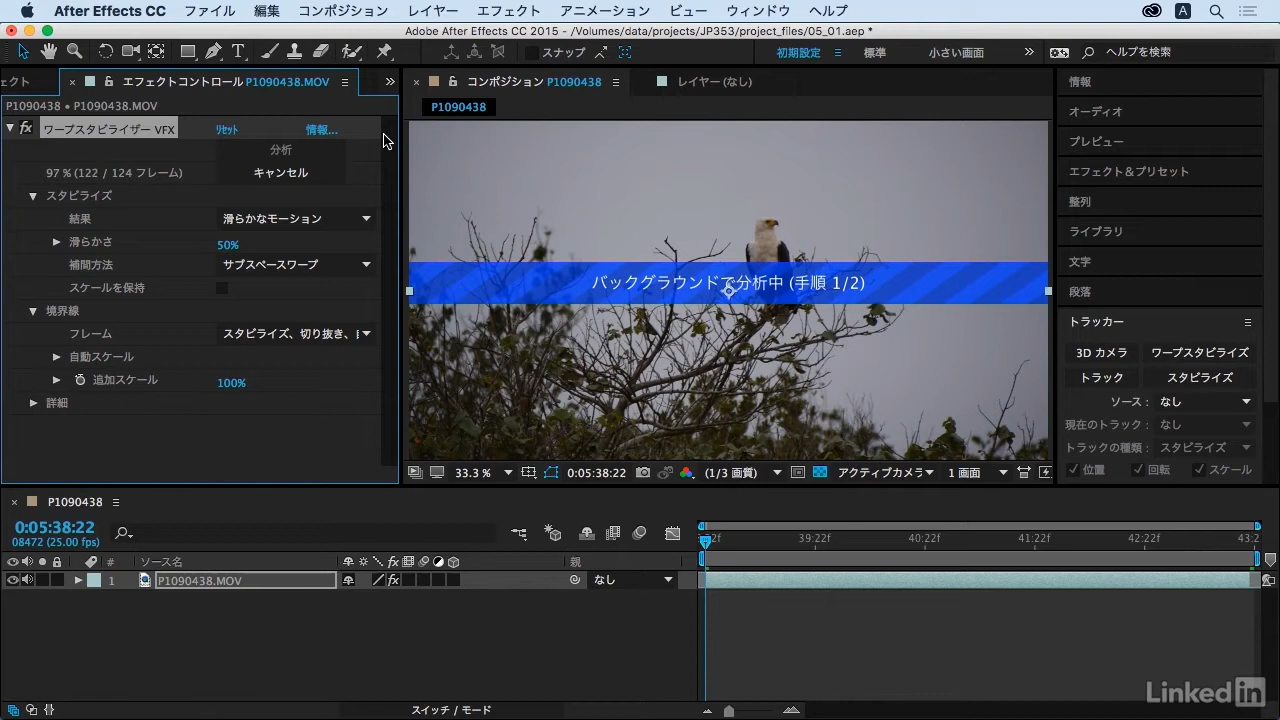 After Effects CC ファイル 編集 コンポジション レイヤー エフェクト アニメーション ビュー ウィンドウ ヘルプ A
Adobe After Effects CC 2015 - /Volumes/data/projects/JP353/project_files/05_01.aep *
T スナップ 初期設定 標準 小さい画面 ヘルプを検索
ェクト × エフェクトコントロール P1090438.MOV
P1090438 • P1090438.MOV
fx ワープスタビライザー VFX リセット 情報...
分析
97 % (122 / 124 フレーム) キャンセル
スタビライズ
結果 滑らかなモーション
滑らかさ 50%
補間方法 サブスペースワープ
スケールを保持
境界線
フレーム スタビライズ、切り抜き、
自動スケール
追加スケール 100%
詳細
× コンポジション P1090438 レイヤー (なし)
P1090438
バックグラウンドで分析中 (手順 1/2)
33.3 % 0:05:38:22 (1/3 画質) アクティブカメラ 1 画面
情報
オーディオ
プレビュー
エフェクト＆プリセット
整列
ライブラリ
文字
段落
トラッカー
3D カメラ ワープスタビライズ
トラック スタビライズ
ソース : なし
現在のトラック : なし
トラックの種類 : スタビライズ
位置 回転 スケール
× P1090438
0:05:38:22
08472 (25.00 fps)
:22f 39:22f 40:22f 41:22f 42:22f 43:2
# ソース名 fx 親
1 P1090438.MOV fx なし
スイッチ / モード
Linked in